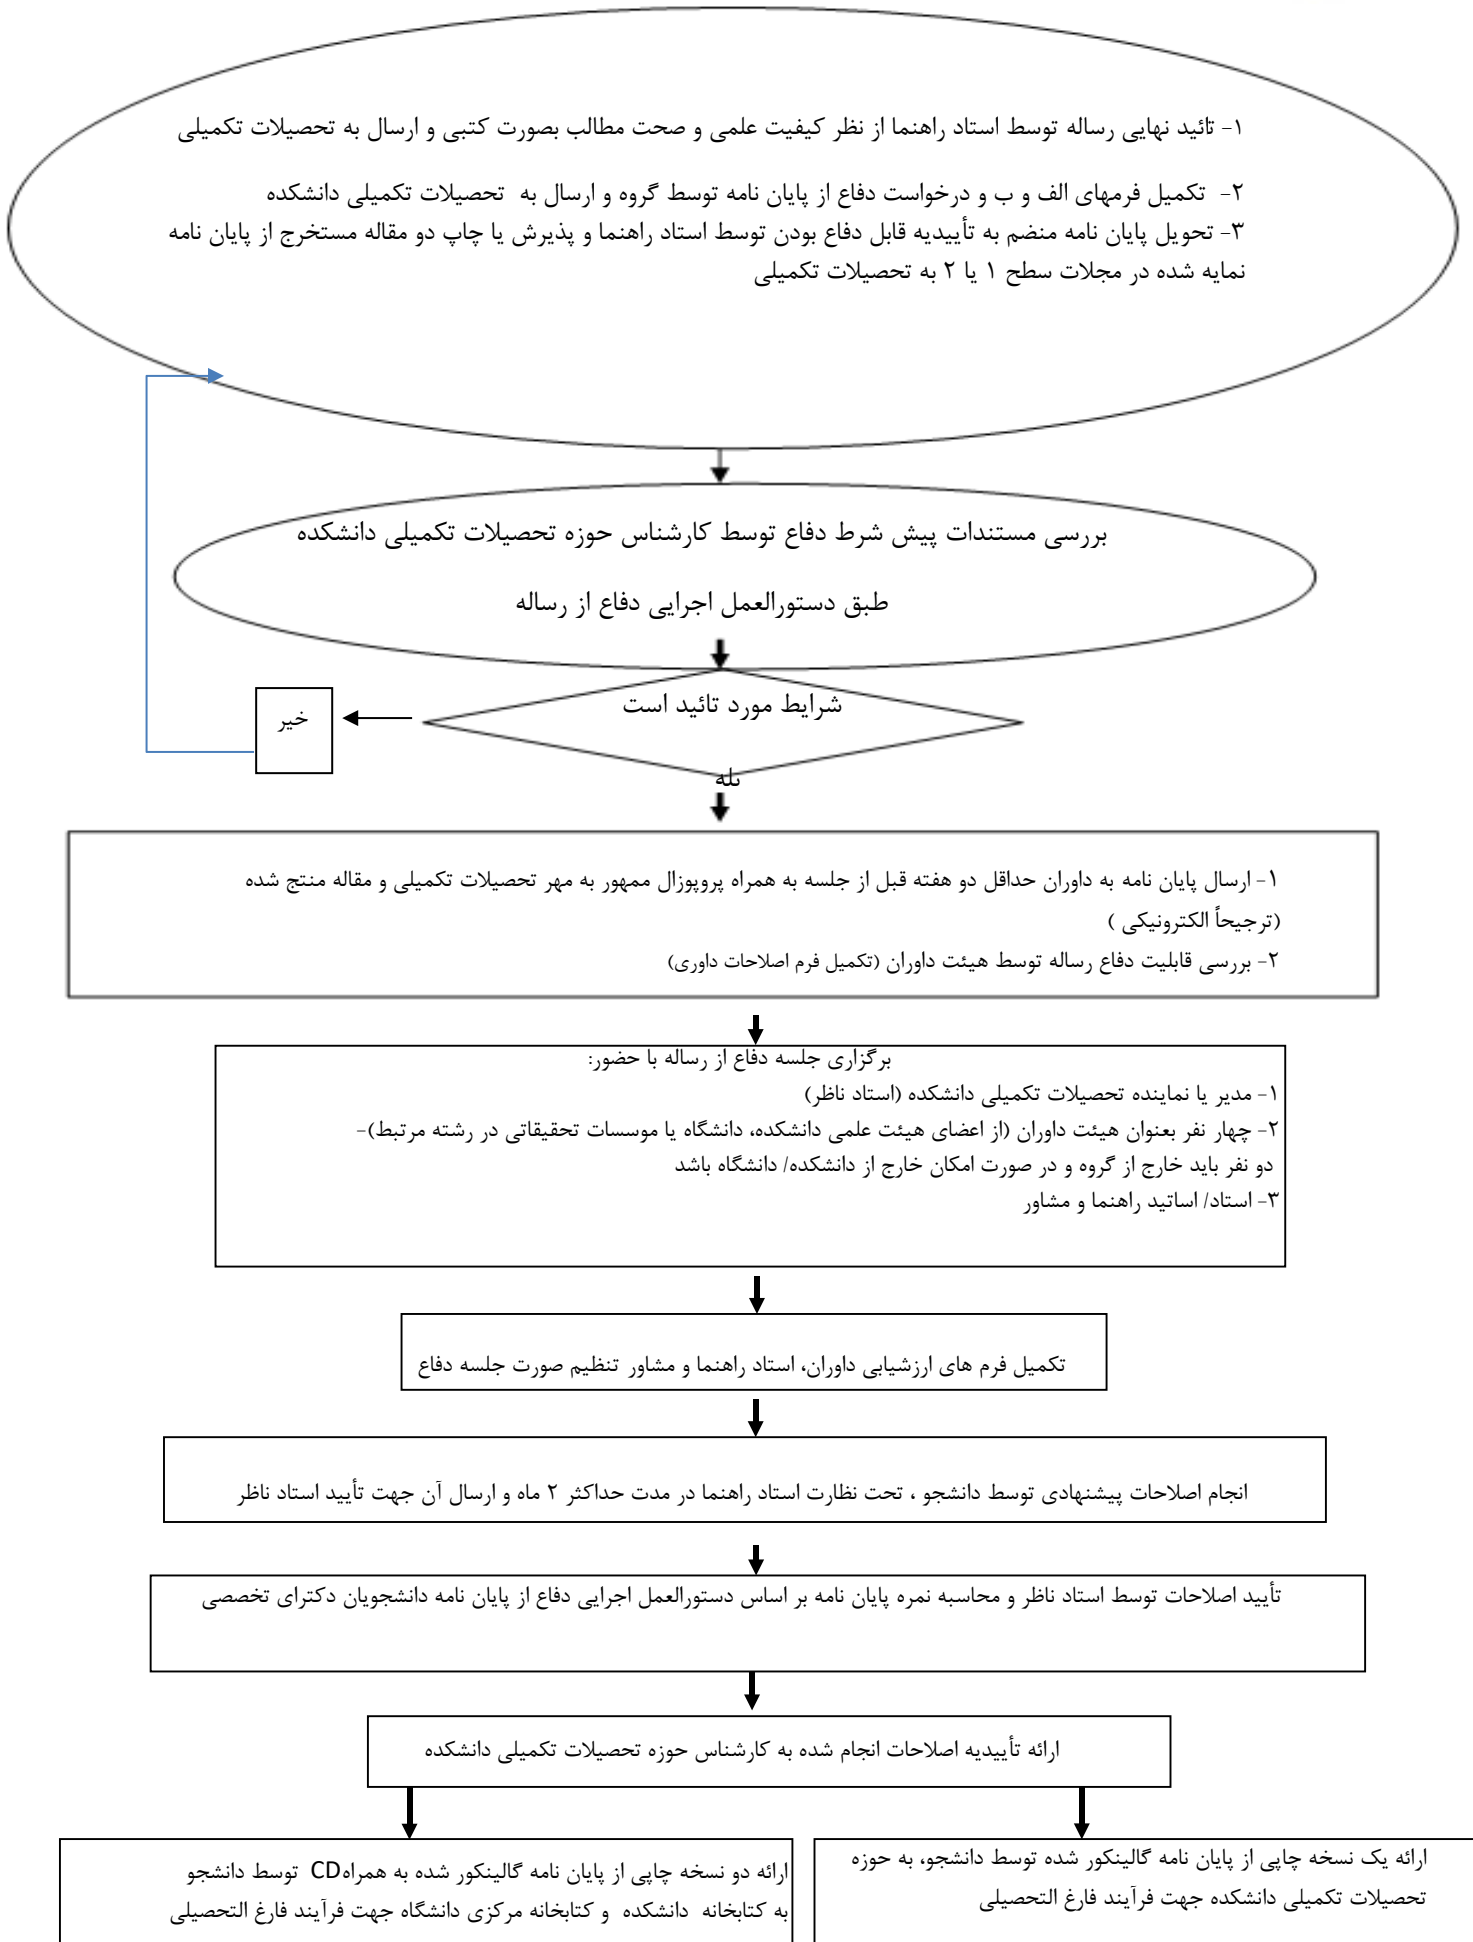 ۱- تائید نهایی رساله توسط استاد راهنما از نظر کیفیت علمی و صحت مطالب بصورت کتبی و ارسال به تحصیلات تکمیلی
۲- تکمیل فرمهای الف و ب و درخواست دفاع از پایان نامه توسط گروه و ارسال به تحصیلات تکمیلی دانشکده
۳- تحویل پایان نامه منضم به تأییدیه قابل دفاع بودن توسط استاد راهنما و پذیرش یا چاپ دو مقاله مستخرج از پایان نامه
نمایه شده در مجلات سطح ۱ یا ۲ به تحصیلات تکمیلی
بررسی مستندات پیش شرط دفاع توسط کارشناس حوزه تحصیلات تکمیلی دانشکده
طبق دستورالعمل اجرایی دفاع از رساله
شرایط مورد تائید است
خیر
بله
۱- ارسال پایان نامه به داوران حداقل دو هفته قبل از جلسه به همراه پروپوزال ممهور به مهر تحصیلات تکمیلی و مقاله منتج شده
(ترجیحاً الکترونیکی )
۲- بررسی قابلیت دفاع رساله توسط هیئت داوران (تکمیل فرم اصلاحات داوری)
برگزاری جلسه دفاع از رساله با حضور:
۱- مدیر یا نماینده تحصیلات تکمیلی دانشکده (استاد ناظر)
۲- چهار نفر بعنوان هیئت داوران (از اعضای هیئت علمی دانشکده، دانشگاه یا موسسات تحقیقاتی در رشته مرتبط)-
دو نفر باید خارج از گروه و در صورت امکان خارج از دانشکده/ دانشگاه باشد
۳- استاد/ اساتید راهنما و مشاور
تکمیل فرم های ارزشیابی داوران، استاد راهنما و مشاور تنظیم صورت جلسه دفاع
انجام اصلاحات پیشنهادی توسط دانشجو ، تحت نظارت استاد راهنما در مدت حداکثر ۲ ماه و ارسال آن جهت تأیید استاد ناظر
تأیید اصلاحات توسط استاد ناظر و محاسبه نمره پایان نامه بر اساس دستورالعمل اجرایی دفاع از پایان نامه دانشجویان دکترای تخصصی
ارائه تأییدیه اصلاحات انجام شده به کارشناس حوزه تحصیلات تکمیلی دانشکده
ارائه یک نسخه چاپی از پایان نامه گالینکور شده توسط دانشجو، به حوزه
تحصیلات تکمیلی دانشکده جهت فرآیند فارغ التحصیلی
ارائه دو نسخه چاپی از پایان نامه گالینکور شده به همراه CD توسط دانشجو
به کتابخانه دانشکده و کتابخانه مرکزی دانشگاه جهت فرآیند فارغ التحصیلی